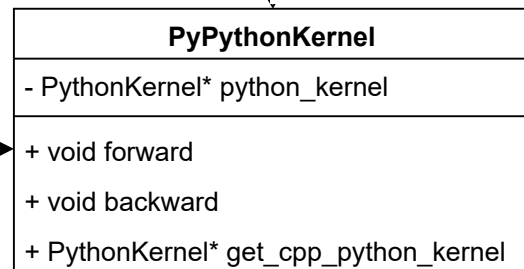 PyPythonKernel
- PythonKernel* python_kernel
+ void forward
+ void backward
+ PythonKernel* get_cpp_python_kernel